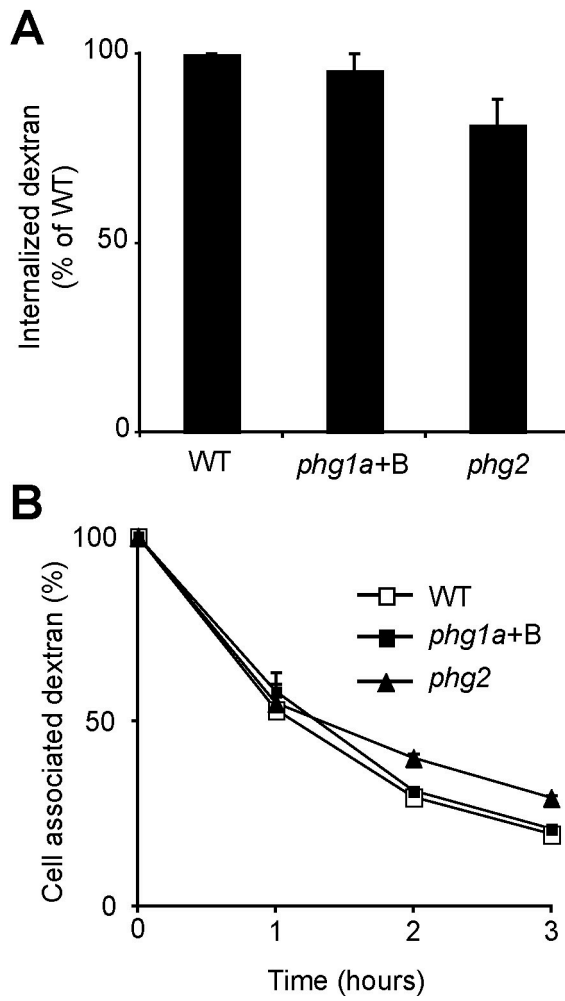 A
Internalized dextran
(% of WT)
100
50
0
WT
phg1a+B
phg2
B
Cell associated dextran (%)
100
50
0
WT
phg1a+B
phg2
0
1
2
3
Time (hours)